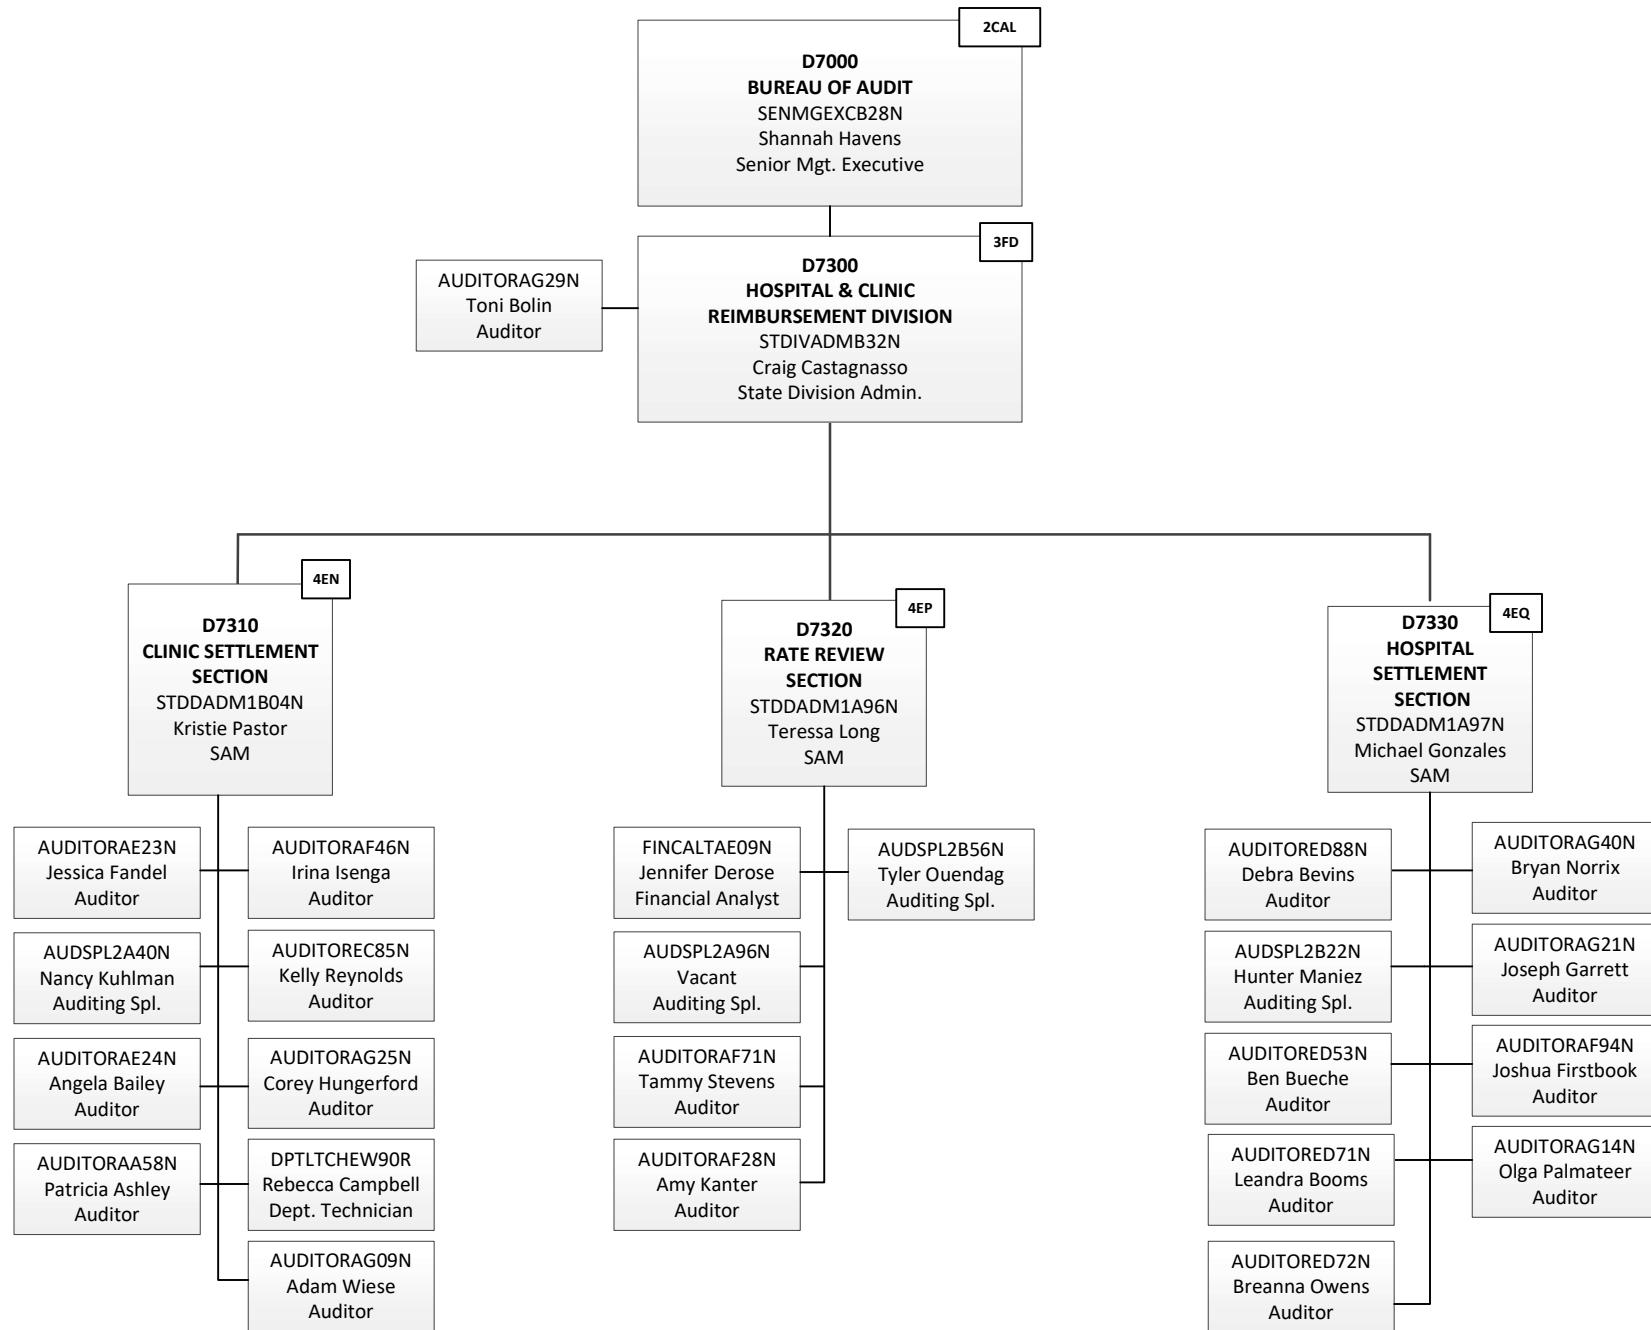 2CAL
D7000
BUREAU OF AUDIT
SENMGEXCB28N
Shannah Havens
Senior Mgt. Executive
3FD
D7300
HOSPITAL & CLINIC
REIMBURSEMENT DIVISION
STDIVADMB32N
Craig Castagnasso
State Division Admin.
AUDITORAG29N
Toni Bolin
Auditor
4EN
D7310
CLINIC SETTLEMENT
SECTION
STDDADM1B04N
Kristie Pastor
SAM
AUDITORAE23N
Jessica Fandel
Auditor
AUDITORAF46N
Irina Isenga
Auditor
AUDSPL2A40N
Nancy Kuhlman
Auditing Spl.
AUDITOREC85N
Kelly Reynolds
Auditor
AUDITORAE24N
Angela Bailey
Auditor
AUDITORAG25N
Corey Hungerford
Auditor
AUDITORAA58N
Patricia Ashley
Auditor
DPTLTCHEW90R
Rebecca Campbell
Dept. Technician
AUDITORAG09N
Adam Wiese
Auditor
4EP
D7320
RATE REVIEW
SECTION
STDDADM1A96N
Teressa Long
SAM
FINCALTAE09N
Jennifer Derose
Financial Analyst
AUDSPL2B56N
Tyler Ouendag
Auditing Spl.
AUDSPL2A96N
Vacant
Auditing Spl.
AUDITORAF71N
Tammy Stevens
Auditor
AUDITORAF28N
Amy Kanter
Auditor
4EQ
D7330
HOSPITAL
SETTLEMENT
SECTION
STDDADM1A97N
Michael Gonzales
SAM
AUDITORED88N
Debra Bevins
Auditor
AUDITORAG40N
Bryan Norrix
Auditor
AUDSPL2B22N
Hunter Maniez
Auditing Spl.
AUDITORAG21N
Joseph Garrett
Auditor
AUDITORED53N
Ben Bueche
Auditor
AUDITORAF94N
Joshua Firstbook
Auditor
AUDITORED71N
Leandra Booms
Auditor
AUDITORAG14N
Olga Palmateer
Auditor
AUDITORED72N
Breanna Owens
Auditor